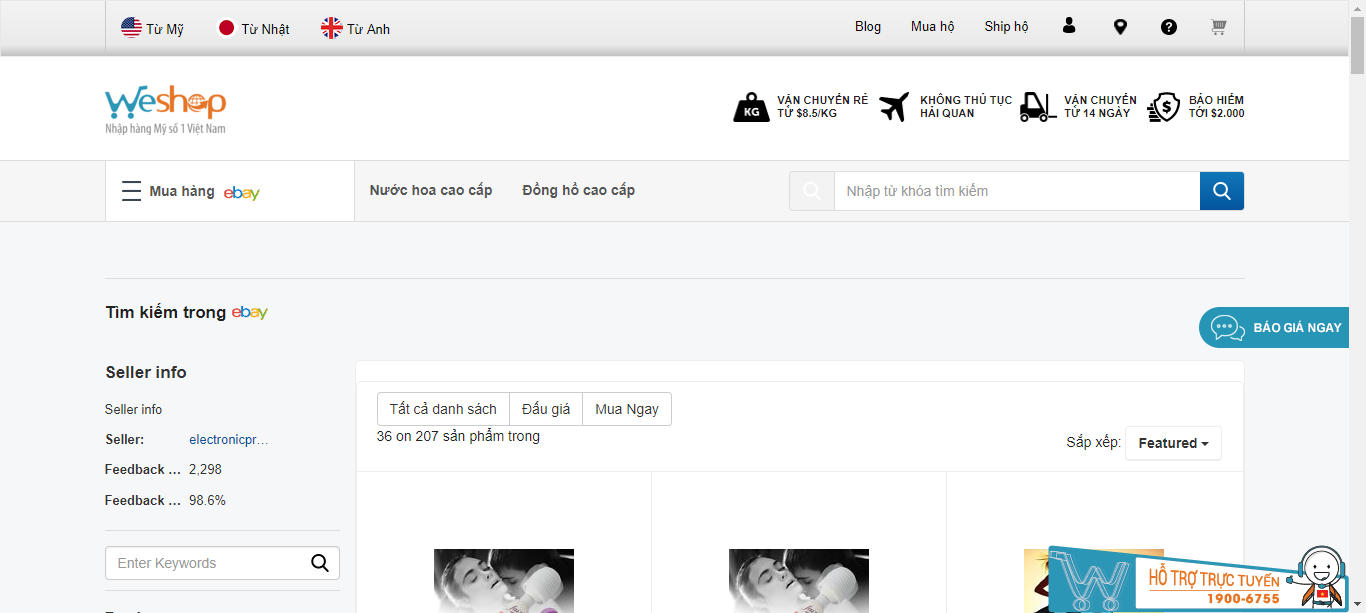 Từ Mỹ
Từ Nhật
Từ Anh
Blog
Mua hộ
Ship hộ
Weshop
Nhập hàng Mỹ số 1 Việt Nam
KG
VẬN CHUYỂN RẺ
TỪ $8.5/KG
KHÔNG THỦ TỤC
HẢI QUAN
VẬN CHUYỂN
TỪ 14 NGÀY
BẢO HIỂM
TỚI $2.000
Mua hàng ebay
Nước hoa cao cấp
Đồng hồ cao cấp
Nhập từ khóa tìm kiếm
Tìm kiếm trong ebay
BÁO GIÁ NGAY
Seller info
Seller info
Seller: electronicpr...
Feedback ... 2,298
Feedback ... 98.6%
Enter Keywords
Tất cả danh sách
Đấu giá
Mua Ngay
36 on 207 sản phẩm trong
Sắp xếp: Featured
HỖ TRỢ TRỰC TUYẾN
1900-6755